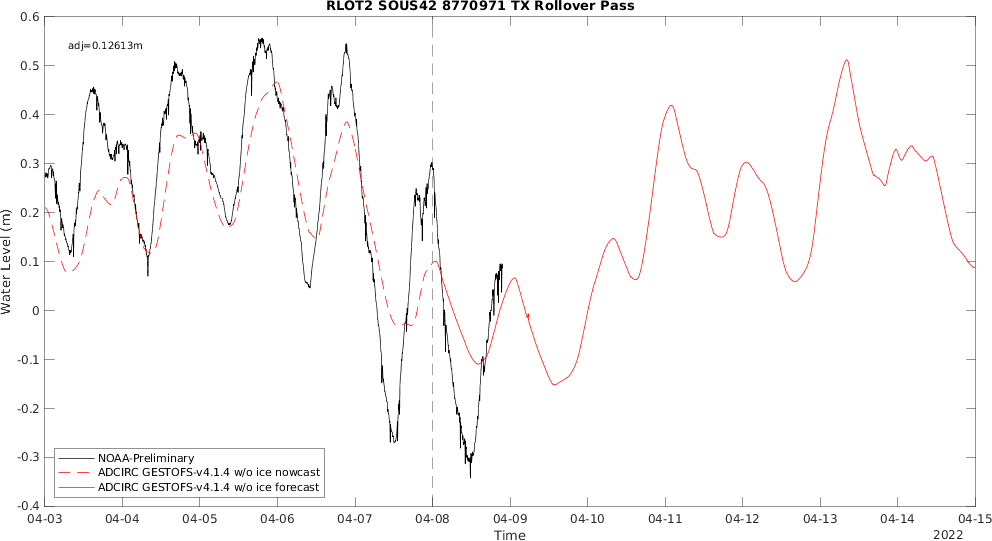 RLOT2 SOUS42 8770971 TX Rollover Pass
adj=0.12613m
0.6
0.5
0.4
0.3
0.2
0.1
0
-0.1
-0.2
-0.3
-0.4
Water Level (m)
NOAA-Preliminary
ADCIRC GESTOFS-v4.1.4 w/o ice nowcast
ADCIRC GESTOFS-v4.1.4 w/o ice forecast
04-03 04-04 04-05 04-06 04-07 04-08 04-09 04-10 04-11 04-12 04-13 04-14 04-15
Time
2022